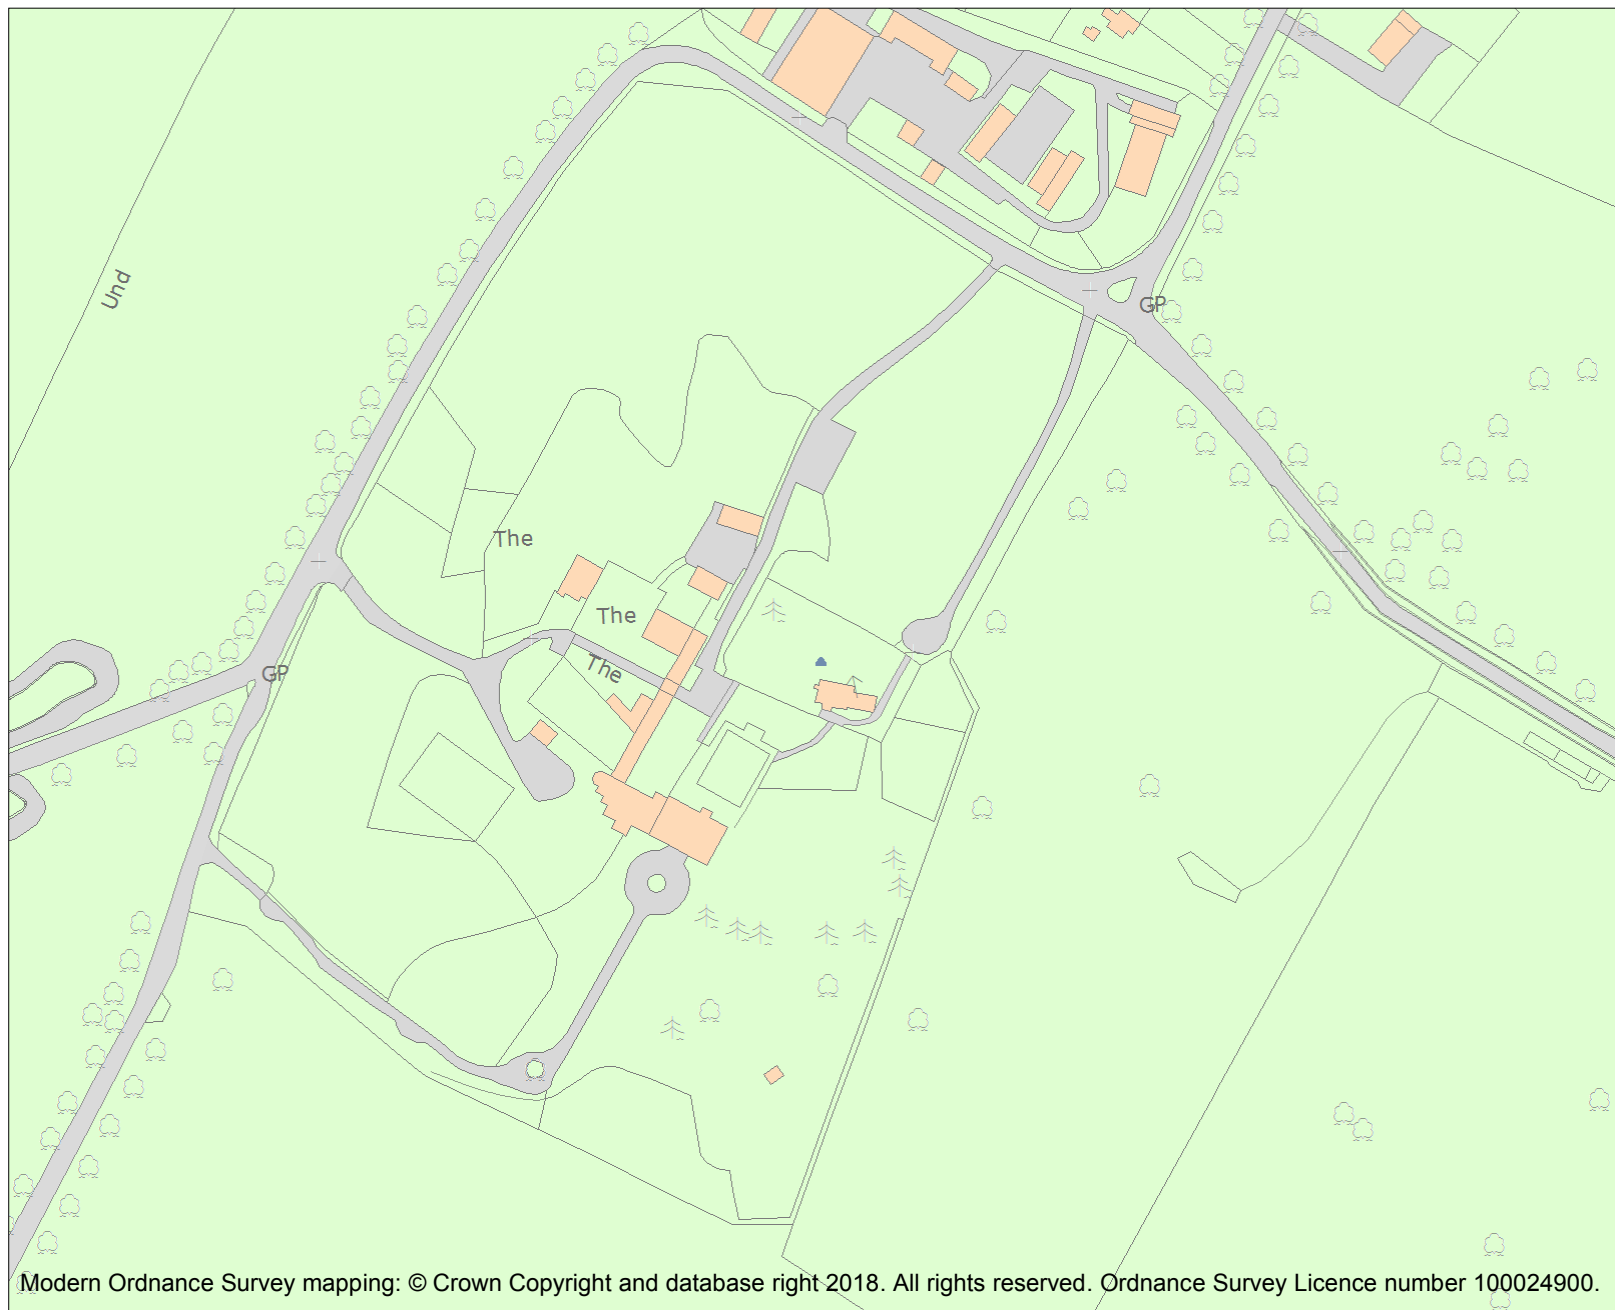 Und
GP
The
The
The
GP
Modern Ordnance Survey mapping: © Crown Copyright and database right 2018. All rights reserved. Ordnance Survey Licence number 100024900.